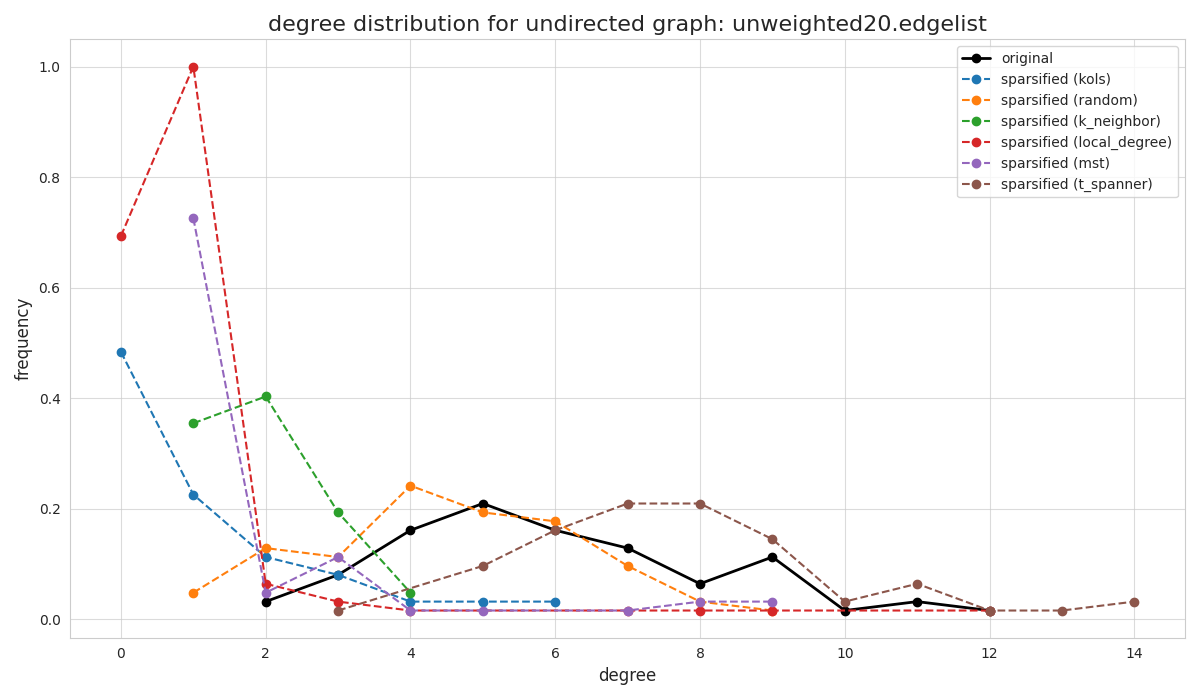 degree distribution for undirected graph: unweighted20.edgelist
original
sparsified (kols)
sparsified (random)
sparsified (k_neighbor)
sparsified (local_degree)
sparsified (mst)
sparsified (t_spanner)
frequency
1.0
0.8
0.6
0.4
0.2
0.0
0 2 4 6 8 10 12 14
degree